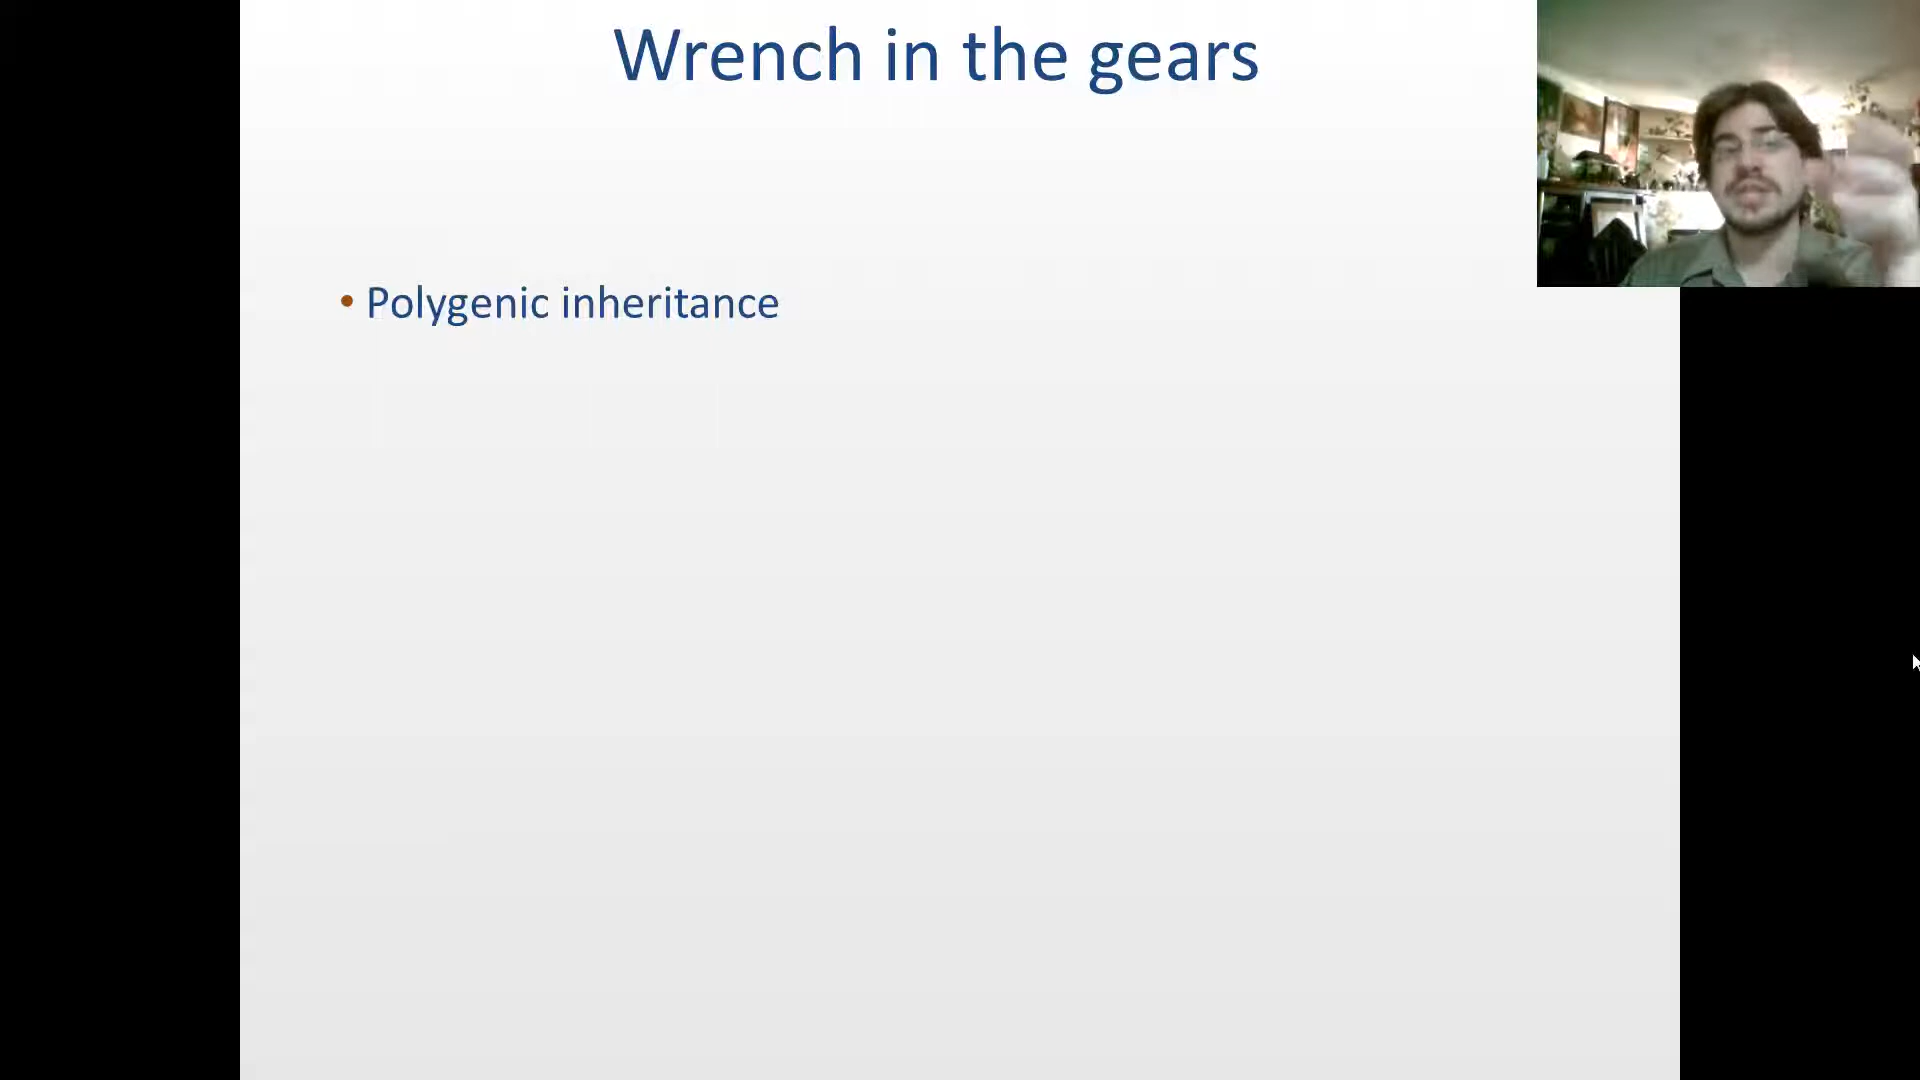 Wrench in the gears
• Polygenic inheritance